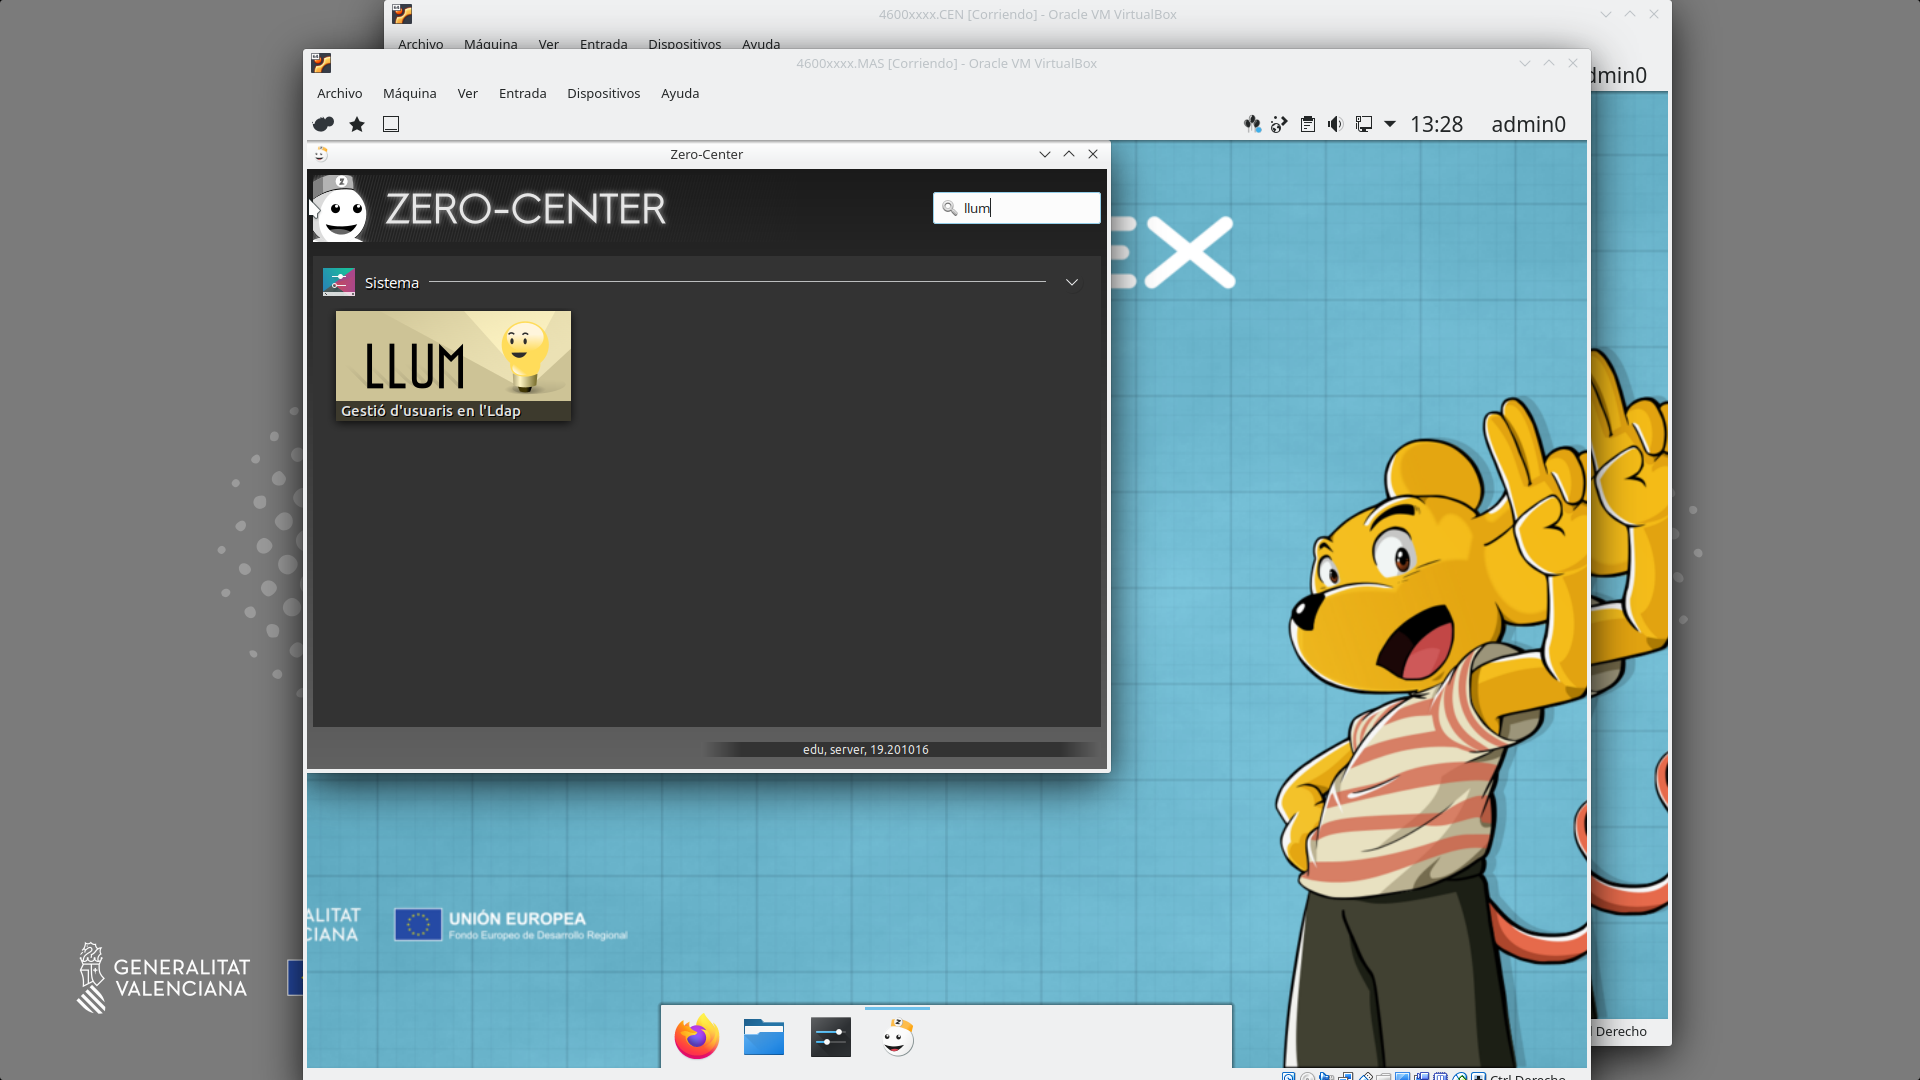 4600xxxx.CEN [Corriendo] - Oracle VM VirtualBox
Archivo Máquina Ver Entrada Dispositivos Ayuda
4600xxxx.MAS [Corriendo] - Oracle VM VirtualBox
Archivo Máquina Ver Entrada Dispositivos Ayuda
dmin0
13:28 admin0
Zero-Center
ZERO-CENTER
llum
EX
Sistema
LLUM
Gestió d'usuaris en l'Ldap
edu, server, 19.201016
ALITAT
CIANA
UNIÓN EUROPEA
Fondo Europeo de Desarrollo Regional
GENERALITAT
VALENCIANA
Derecho
Ctrl Derecho